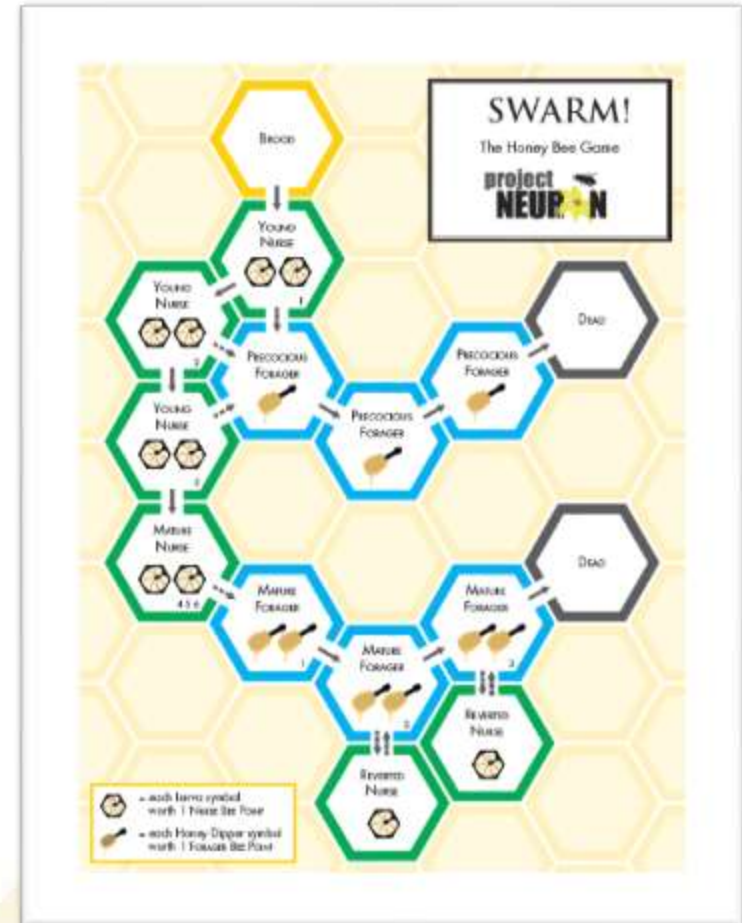 SWARM!
The Honey Bee Game
project
NEURON
BROOD
YOUNG
NURSE
1
YOUNG
NURSE
2
PRECOCIOUS
FORAGER
PRECOCIOUS
FORAGER
PRECOCIOUS
FORAGER
DEAD
YOUNG
NURSE
3
MATURE
NURSE
4 5 6
MATURE
FORAGER
1
MATURE
FORAGER
2
MATURE
FORAGER
3
DEAD
REVERTED
NURSE
REVERTED
NURSE
= each larva symbol
worth 1 NURSE BEE POINT
= each Honey Dipper symbol
worth 1 FORAGER BEE POINT